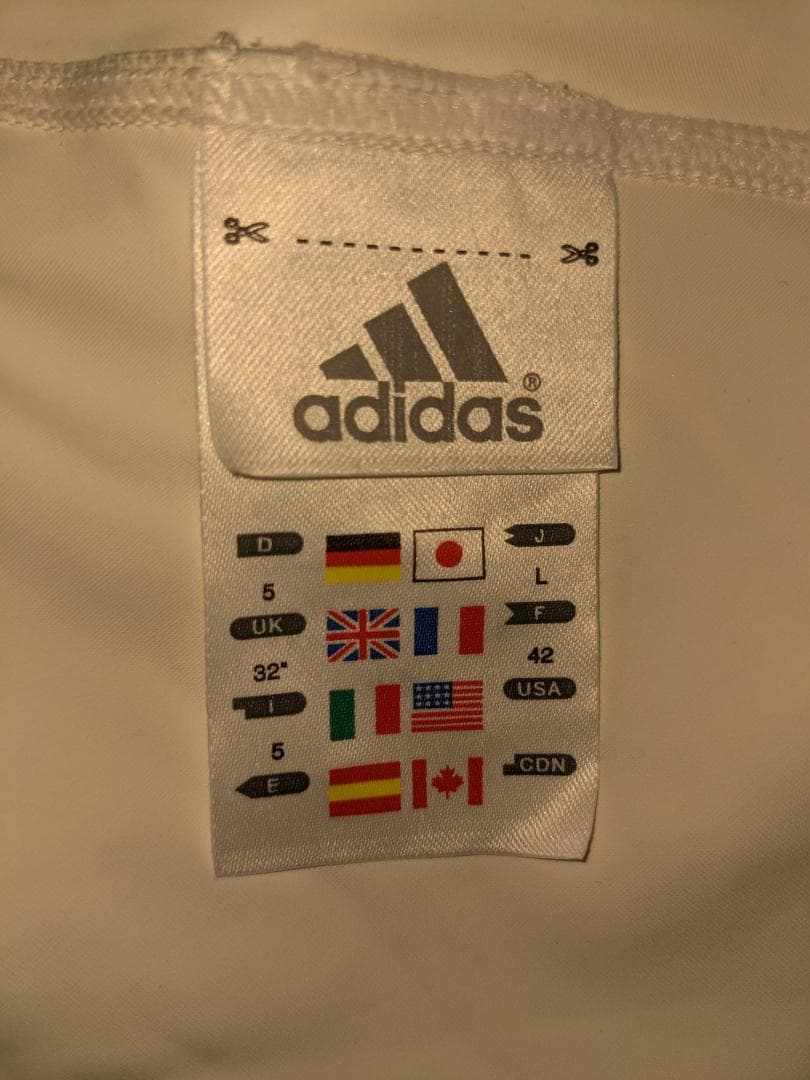 adidas®
D J
5 L
UK F
32" 42
I USA
5
E CDN